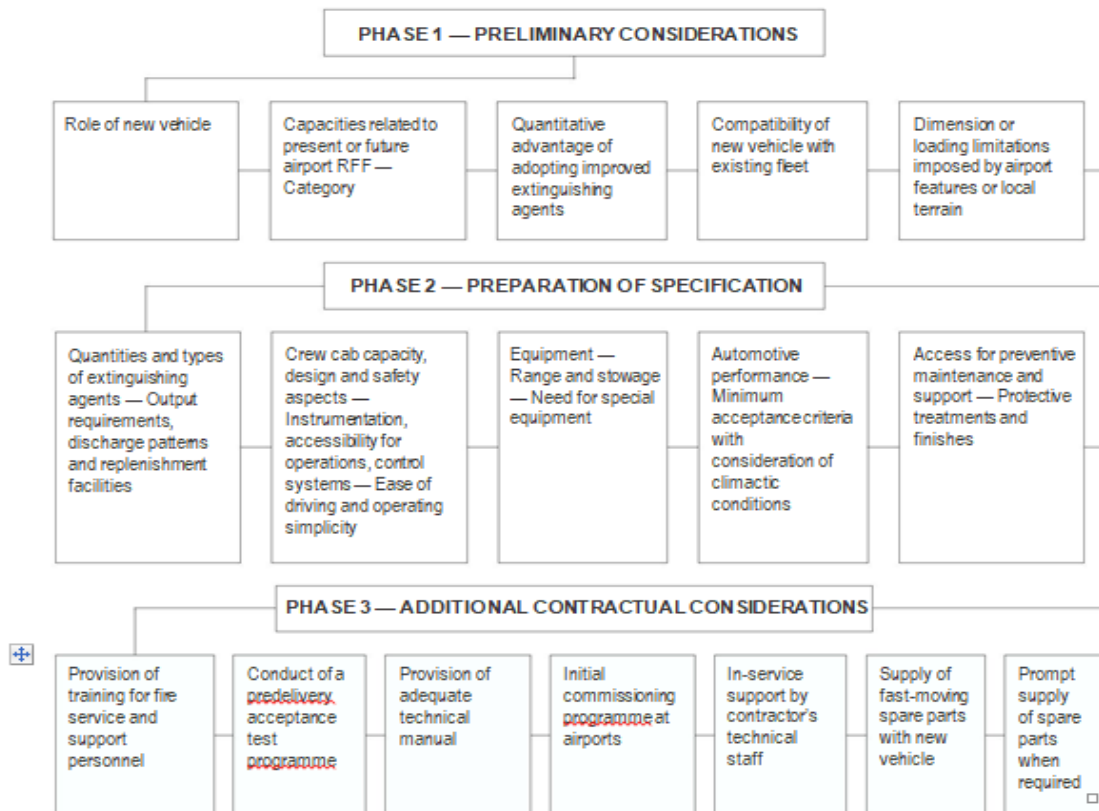 PHASE 1 — PRELIMINARY CONSIDERATIONS
Role of new vehicle
Capacities related to
present or future
airport RFF —
Category
Quantitative
advantage of
adopting improved
extinguishing
agents
Compatibility of
new vehicle with
existing fleet
Dimension or
loading limitations
imposed by airport
features or local
terrain
PHASE 2 — PREPARATION OF SPECIFICATION
Quantities and types
of extinguishing
agents — Output
requirements,
discharge patterns
and replenishment
facilities
Crew cab capacity,
design and safety
aspects —
Instrumentation,
accessibility for
operations, control
systems — Ease of
driving and operating
simplicity
Equipment —
Range and stowage
— Need for special
equipment
Automotive
performance —
Minimum
acceptance criteria
with
consideration of
climactic
conditions
Access for preventive
maintenance and
support — Protective
treatments and
finishes
PHASE 3 — ADDITIONAL CONTRACTUAL CONSIDERATIONS
Provision of
training for fire
service and
support
personnel
Conduct of a
predelivery
acceptance
test
programme
Provision of
adequate
technical
manual
Initial
commissioning
programme at
airports
In-service
support by
contractor's
technical
staff
Supply of
fast-moving
spare parts
with new
vehicle
Prompt
supply
of spare
parts
when
required